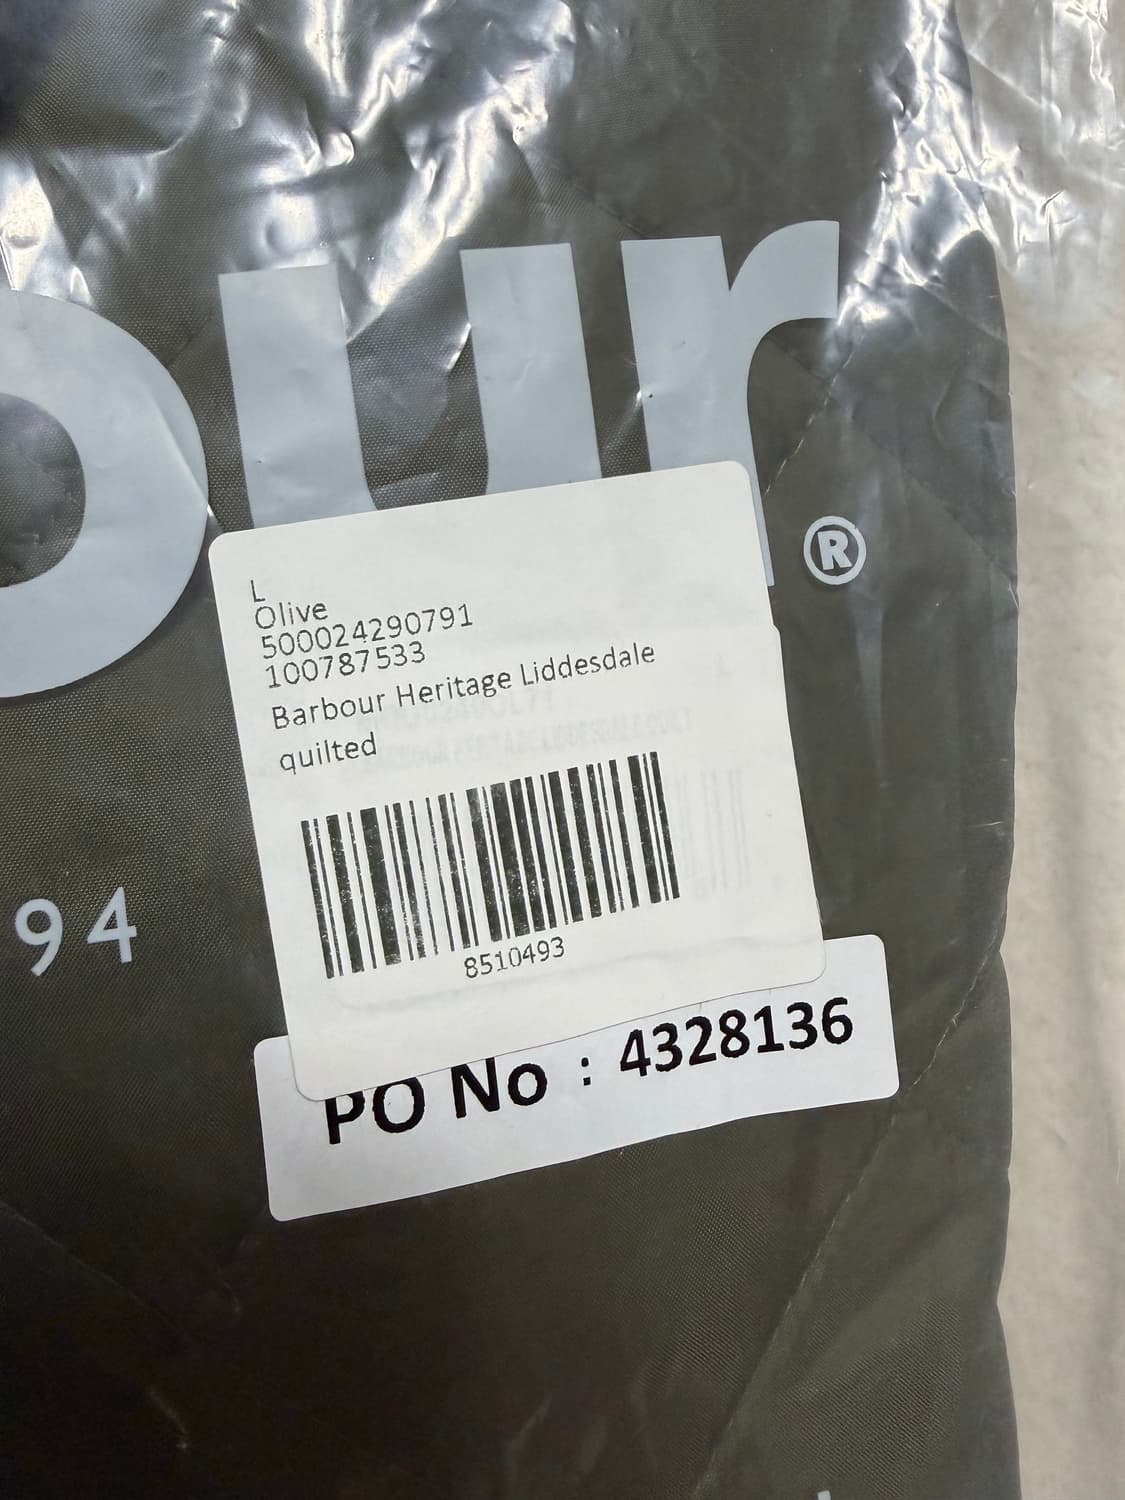 our®
L
Olive
500024290791
100787533
Barbour Heritage Liddesdale
quilted
8510493
94
PO No : 4328136